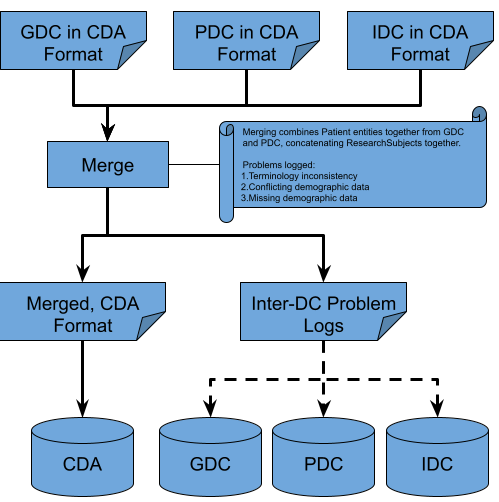 GDC in CDA
Format
PDC in CDA
Format
IDC in CDA
Format
Merge
Merging combines Patient entities together from GDC
and PDC, concatenating ResearchSubjects together.
Problems logged:
1.Terminology inconsistency
2.Conflicting demographic data
3.Missing demographic data
Merged, CDA
Format
Inter-DC Problem
Logs
CDA
GDC
PDC
IDC